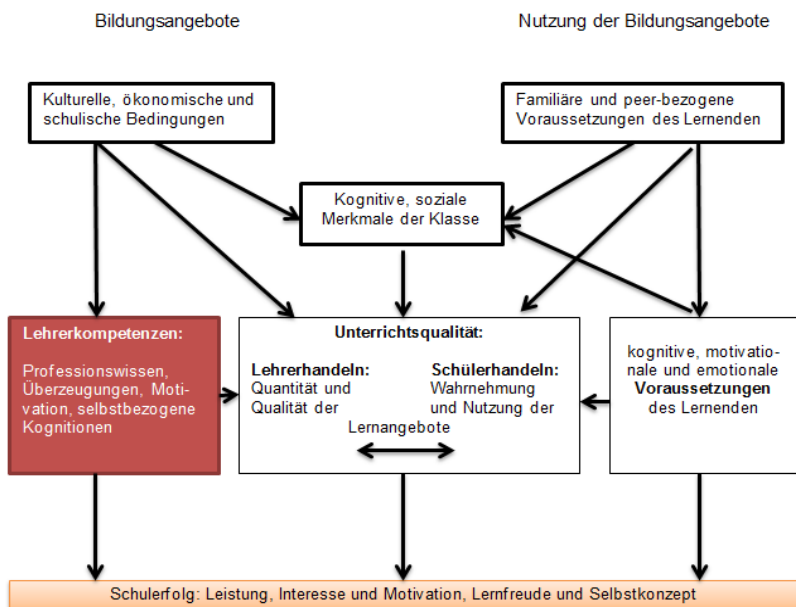 Bildungsangebote
Nutzung der Bildungsangebote
Kulturelle, ökonomische und
schulische Bedingungen
Familiäre und peer-bezogene
Voraussetzungen des Lernenden
Kognitive, soziale
Merkmale der Klasse
Lehrerkompetenzen:
Professionswissen,
Überzeugungen, Moti-
vation, selbstbezogene
Kognitionen
Unterrichtsqualität:
Lehrerhandeln:
Quantität und
Qualität der
Schülerhandeln:
Wahrnehmung
und Nutzung der
Lernangebote
kognitive, motivatio-
nale und emotionale
Voraussetzungen
des Lernenden
Schulerfolg: Leistung, Interesse und Motivation, Lernfreude und Selbstkonzept